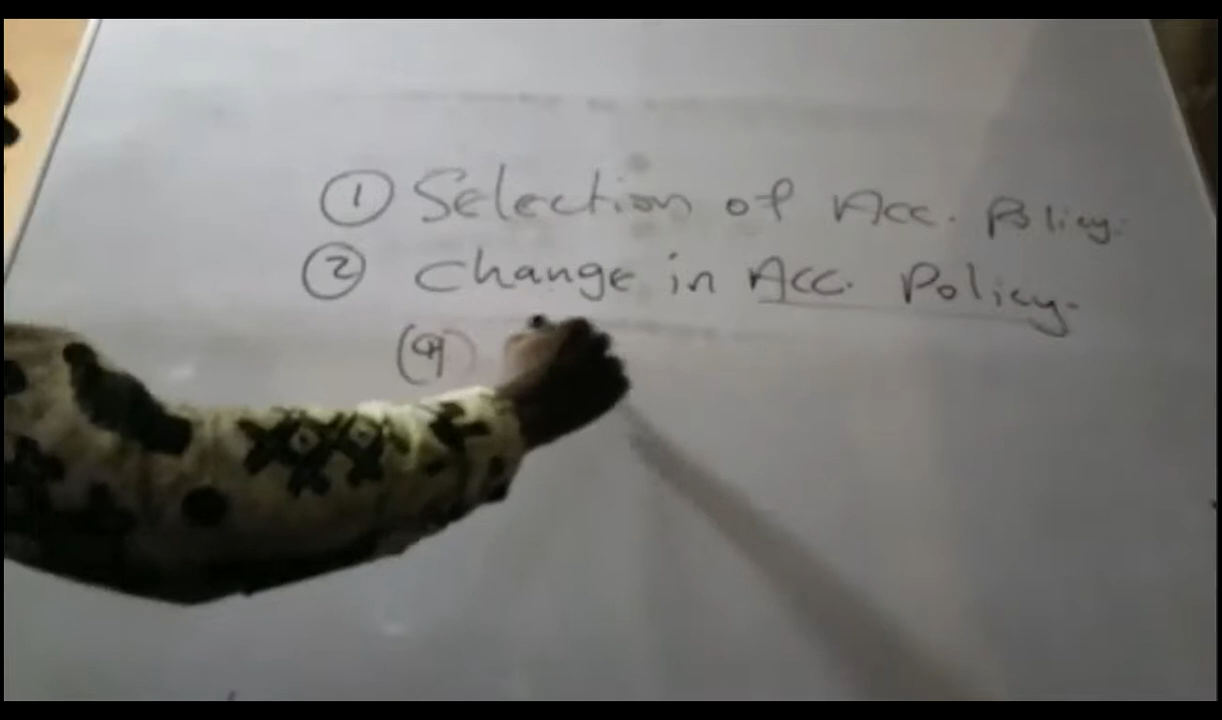 ① Selection of Acc. Policy.
② Change in Acc. Policy.
(a)